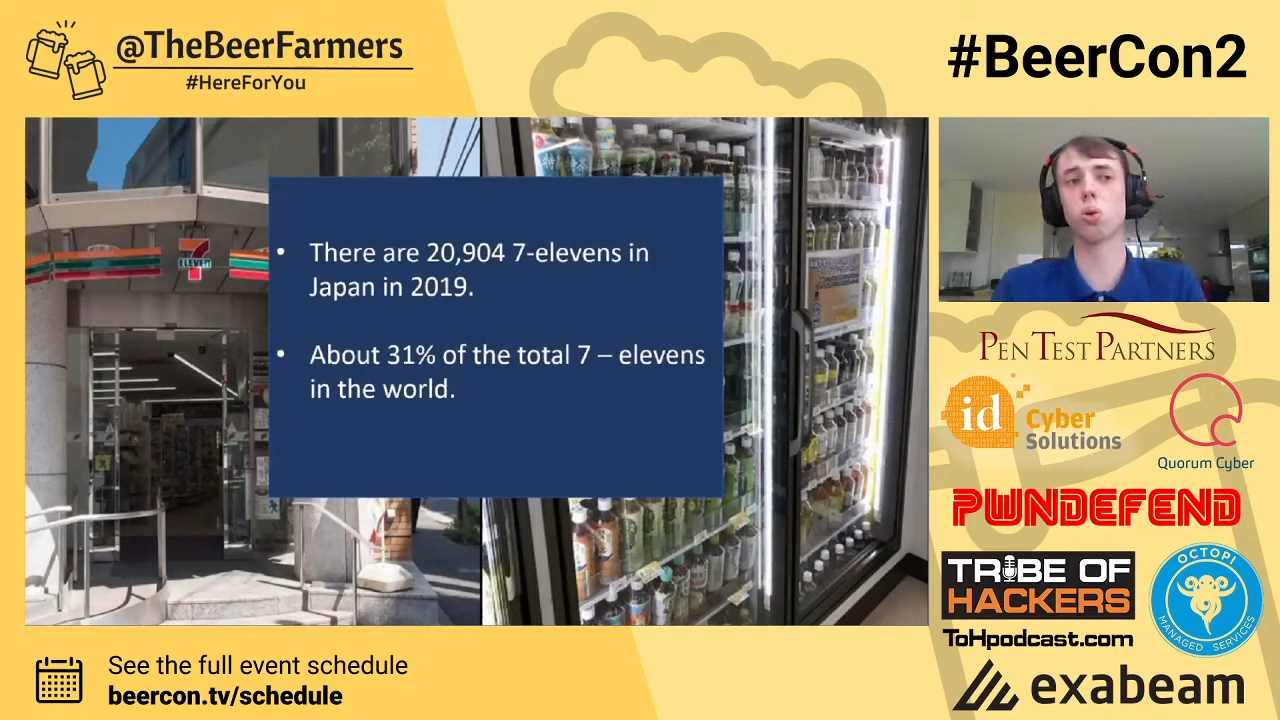 @TheBeerFarmers
#HereForYou
#BeerCon2
7
ELEVEN
• There are 20,904 7-elevens in
Japan in 2019.
• About 31% of the total 7 – elevens
in the world.
PEN TEST PARTNERS
id Cyber
Solutions
Quorum Cyber
PWNDEFEND
TRIBE OF
HACKERS
ToHpodcast.com
OCTOPI
MANAGED SERVICES
exabeam
See the full event schedule
beercon.tv/schedule